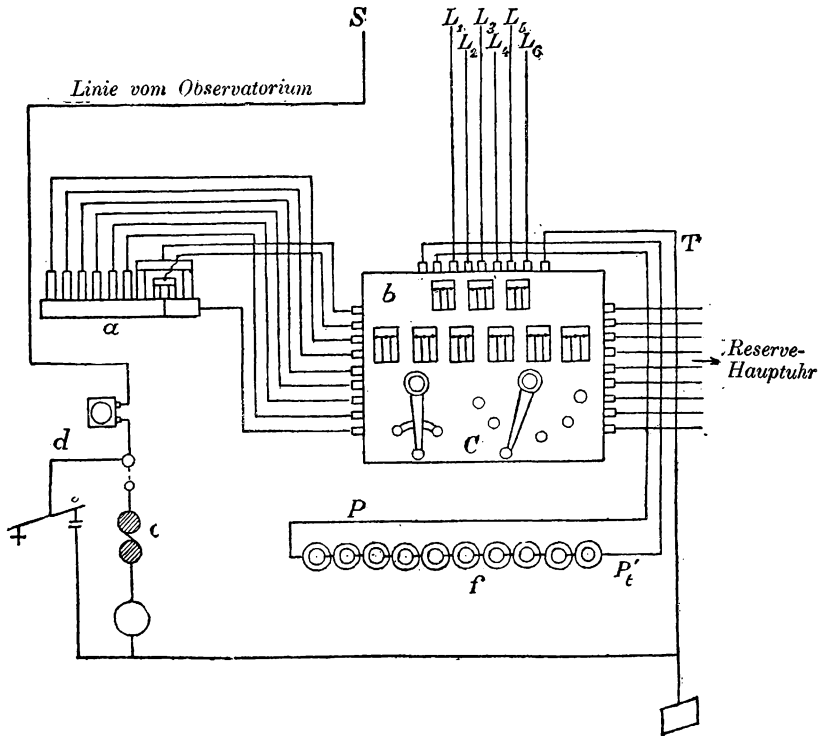 S
L1 L3 L5
L2 L4 L6
Linie vom Observatorium
T
b
a
Reserve-
Hauptuhr
C
d
P
c
f
P't